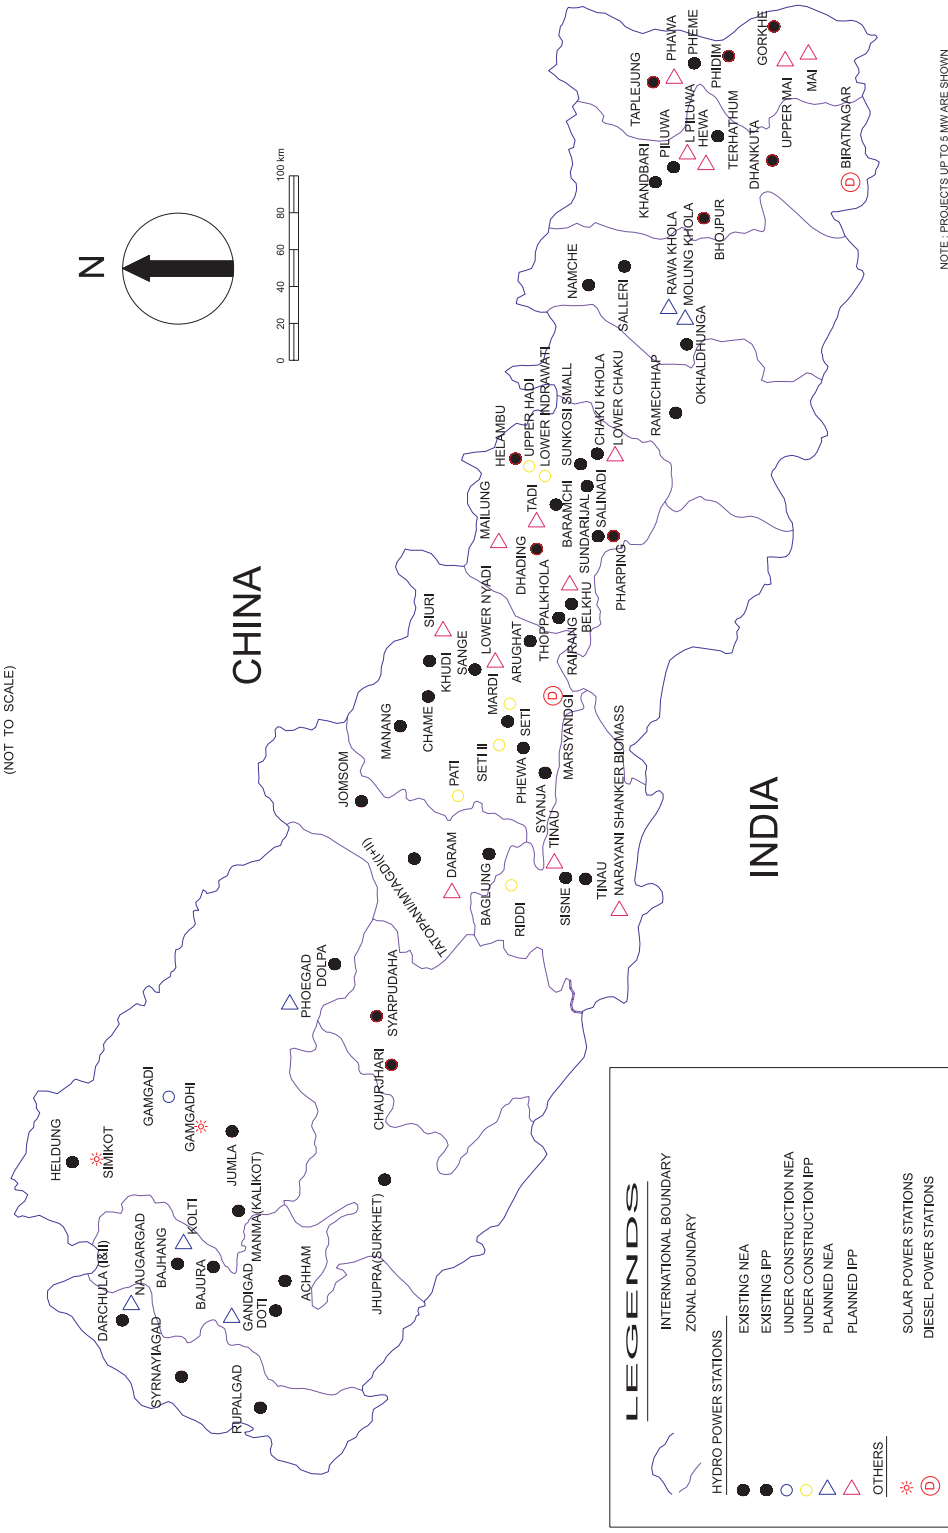 (NOT TO SCALE)
N
0 20 40 60 80 100 km
CHINA
INDIA
HELDUNG
SIMIKOT
GAMGADI
GAMGADHI
JUMLA
DARCHULA (I&II)
NAUGARGAD
BAJHANG
KOLTI
BAJURA
MANMA(KALIKOT)
SYRNAYIAGAD
GANDIGAD
DOTI
ACHHAM
RUPALGAD
JHUPRA(SURKHET)
PHOEGAD
DOLPA
SYARPUDAHA
CHAURJHARI
JOMSOM
TATOPANI/MYAGDI(I+II)
DARAM
BAGLUNG
RIDDI
SISNE
TINAU
TINAU
NARAYANI SHANKER BIOMASS
MANANG
CHAME
KHUDI
SIURI
SANGE
LOWER NYADI
MARDI
PATI
SETI II
SETI
PHEWA
SYANJA
D
MARSYANDGI
ARUGHAT
THOPPALKHOLA
RAIRANG
BELKHU
MAILUNG
DHADING
TADI
HELAMBU
UPPER HADI
LOWER INDRAWATI
BARAMCHI
SUNKOSI SMALL
CHAKU KHOLA
LOWER CHAKU
SUNDARIJAL
SALINADI
PHARPING
RAMECHHAP
NAMCHE
SALLERI
RAWA KHOLA
MOLUNG KHOLA
OKHALDHUNGA
TAPLEJUNG
PHAWA
PHEME
PHIDIM
GORKHE
KHANDBARI
PILUWA
L PILUWA
HEWA
TERHATHUM
BHOJPUR
DHANKUTA
UPPER MAI
MAI
D
BIRATNAGAR
NOTE : PROJECTS UP TO 5 MW ARE SHOWN
LEGENDS
INTERNATIONAL BOUNDARY
ZONAL BOUNDARY
HYDRO POWER STATIONS
EXISTING NEA
EXISTING IPP
UNDER CONSTRUCTION NEA
UNDER CONSTRUCTION IPP
PLANNED NEA
PLANNED IPP
OTHERS
SOLAR POWER STATIONS
D DIESEL POWER STATIONS